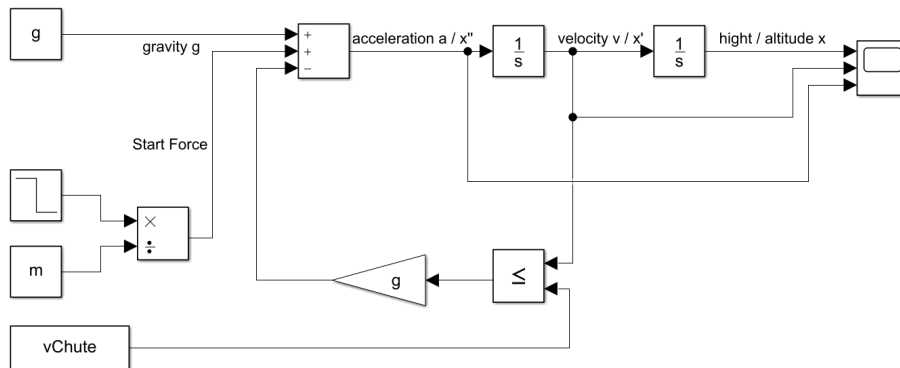 g
gravity g
+
+
−
acceleration a / x"
1
s
velocity v / x'
1
s
hight / altitude x
Start Force
×
÷
m
g
≤
vChute